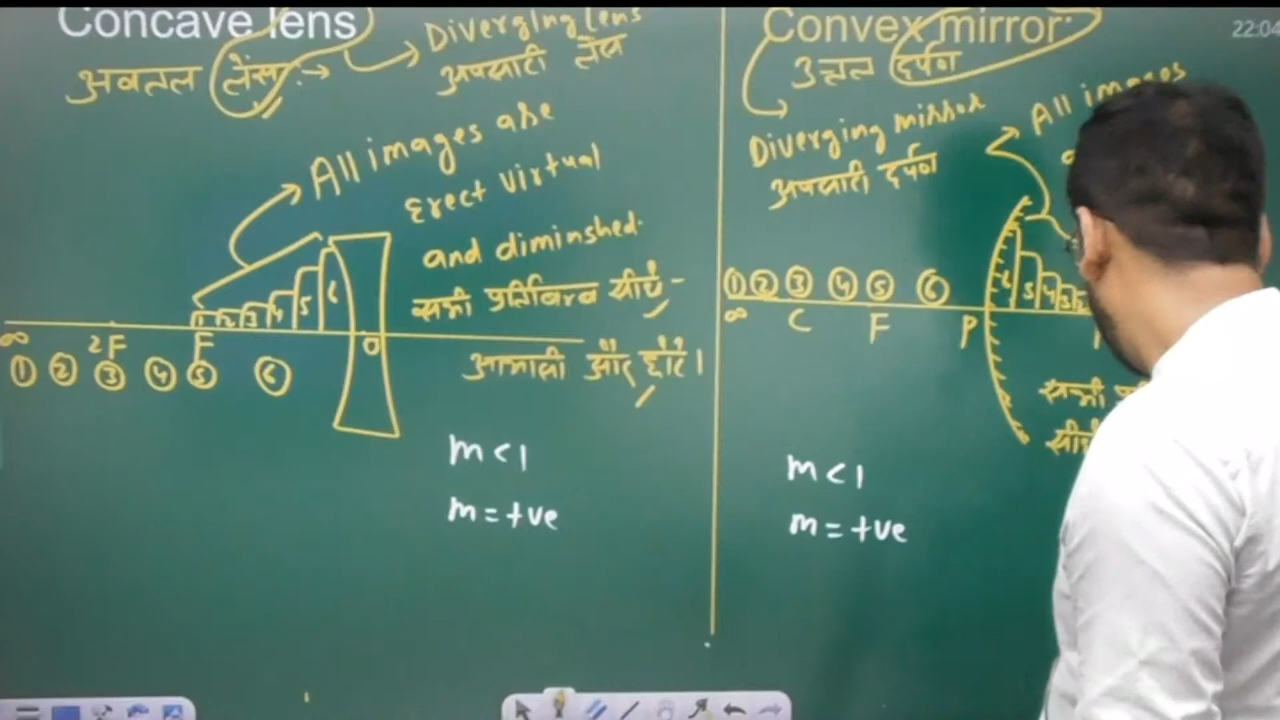 Concave lens
अवतल लेंस →
Diverging lens
अपसारी लेंस
All images are
Erect virtual
and diminshed.
सभी प्रतिबिम्ब सीधे -
आभासी और छोटे ।
1 2 3 4 5 6
∞ 2F F O
1 2 3 4 5 6
m < 1
m = +ve
Convex mirror
22:04
उत्तल दर्पण
Diverging mirror
अपसारी दर्पण
All images
1 2 3 4 5 6
6 5 4 3 2
∞ C F P
सभी
m < 1
m = +ve